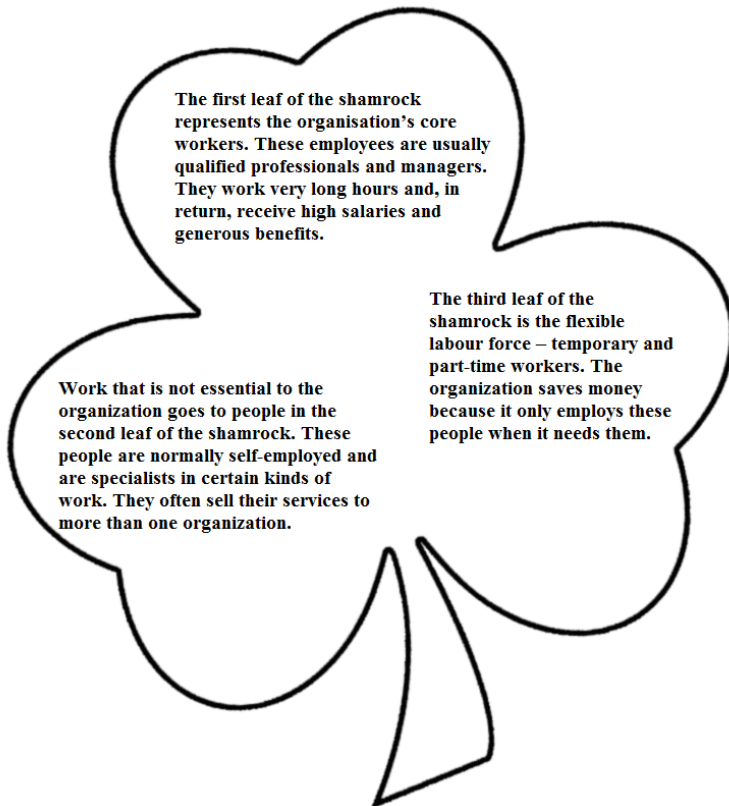 The first leaf of the shamrock
represents the organisation’s core
workers. These employees are usually
qualified professionals and managers.
They work very long hours and, in
return, receive high salaries and
generous benefits.
The third leaf of the
shamrock is the flexible
labour force – temporary and
part-time workers. The
organization saves money
because it only employs these
people when it needs them.
Work that is not essential to the
organization goes to people in the
second leaf of the shamrock. These
people are normally self-employed and
are specialists in certain kinds of
work. They often sell their services to
more than one organization.